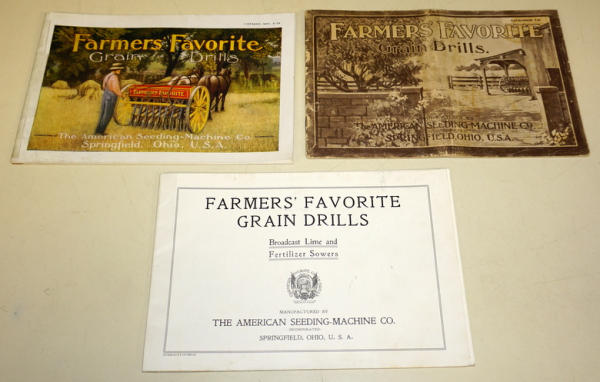 Farmers Favorite
Grain Drills
FARMERS FAVORITE
The American Seeding-Machine Co.
Springfield, Ohio, U.S.A.
FARMERS' FAVORITE
Grain Drills.
THE AMERICAN SEEDING-MACHINE CO.
SPRINGFIELD, OHIO, U.S.A.
FARMERS' FAVORITE
GRAIN DRILLS
Broadcast Lime and
Fertilizer Sowers
MANUFACTURED BY
THE AMERICAN SEEDING-MACHINE CO.
INCORPORATED
SPRINGFIELD, OHIO, U. S. A.